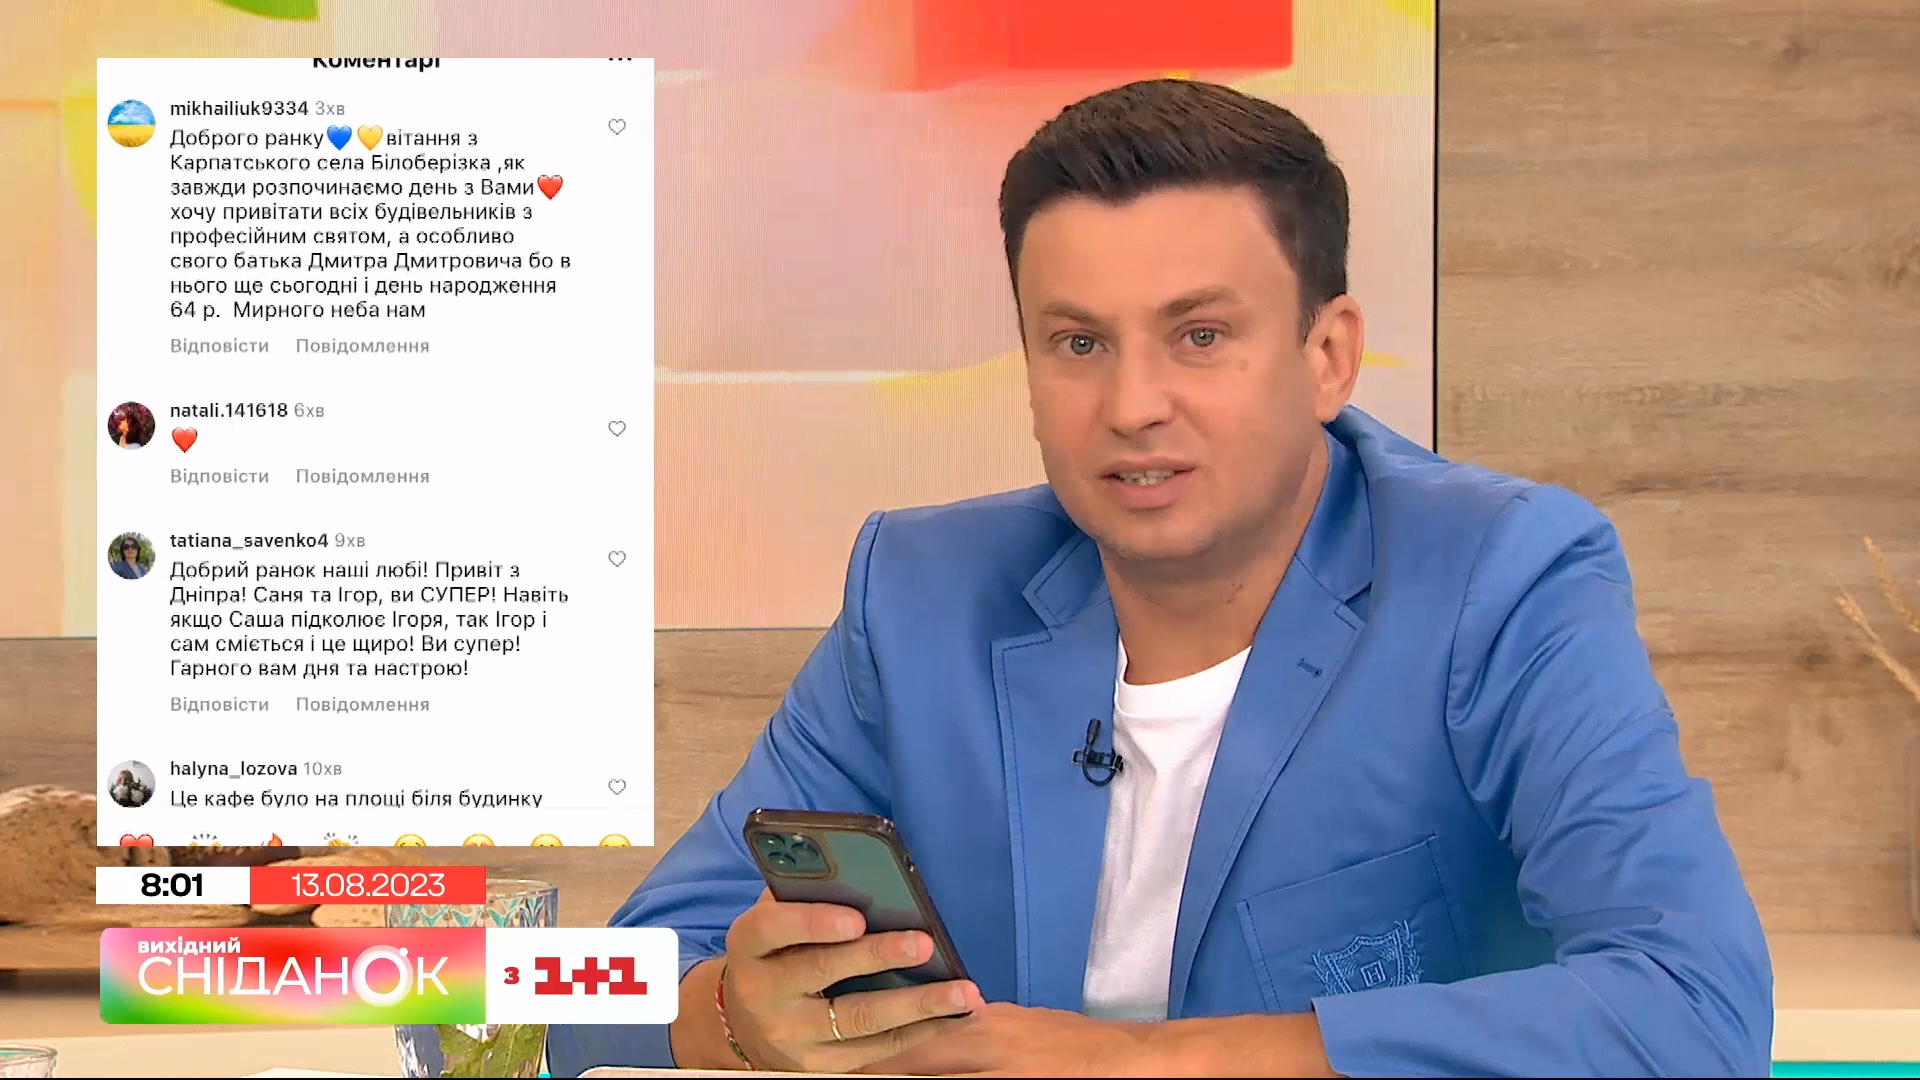 Коментарі
mikhailiuk9334 3хв
Доброго ранку💙💛вітання з
Карпатського села Білоберізка ,як
завжди розпочинаємо день з Вами❤️
хочу привітати всіх будівельників з
професійним святом, а особливо
свого батька Дмитра Дмитровича бо в
нього ще сьогодні і день народження
64 р. Мирного неба нам
Відповісти Повідомлення
natali.141618 6хв
❤️
Відповісти Повідомлення
tatiana_savenko4 9хв
Добрий ранок наші любі! Привіт з
Дніпра! Саня та Ігор, ви СУПЕР! Навіть
якщо Саша підколює Ігоря, так Ігор і
сам сміється і це щиро! Ви супер!
Гарного вам дня та настрою!
Відповісти Повідомлення
halyna_lozova 10хв
Це кафе було на площі біля будинку
8:01 13.08.2023
вихідний
СНІДАНОК з 1+1